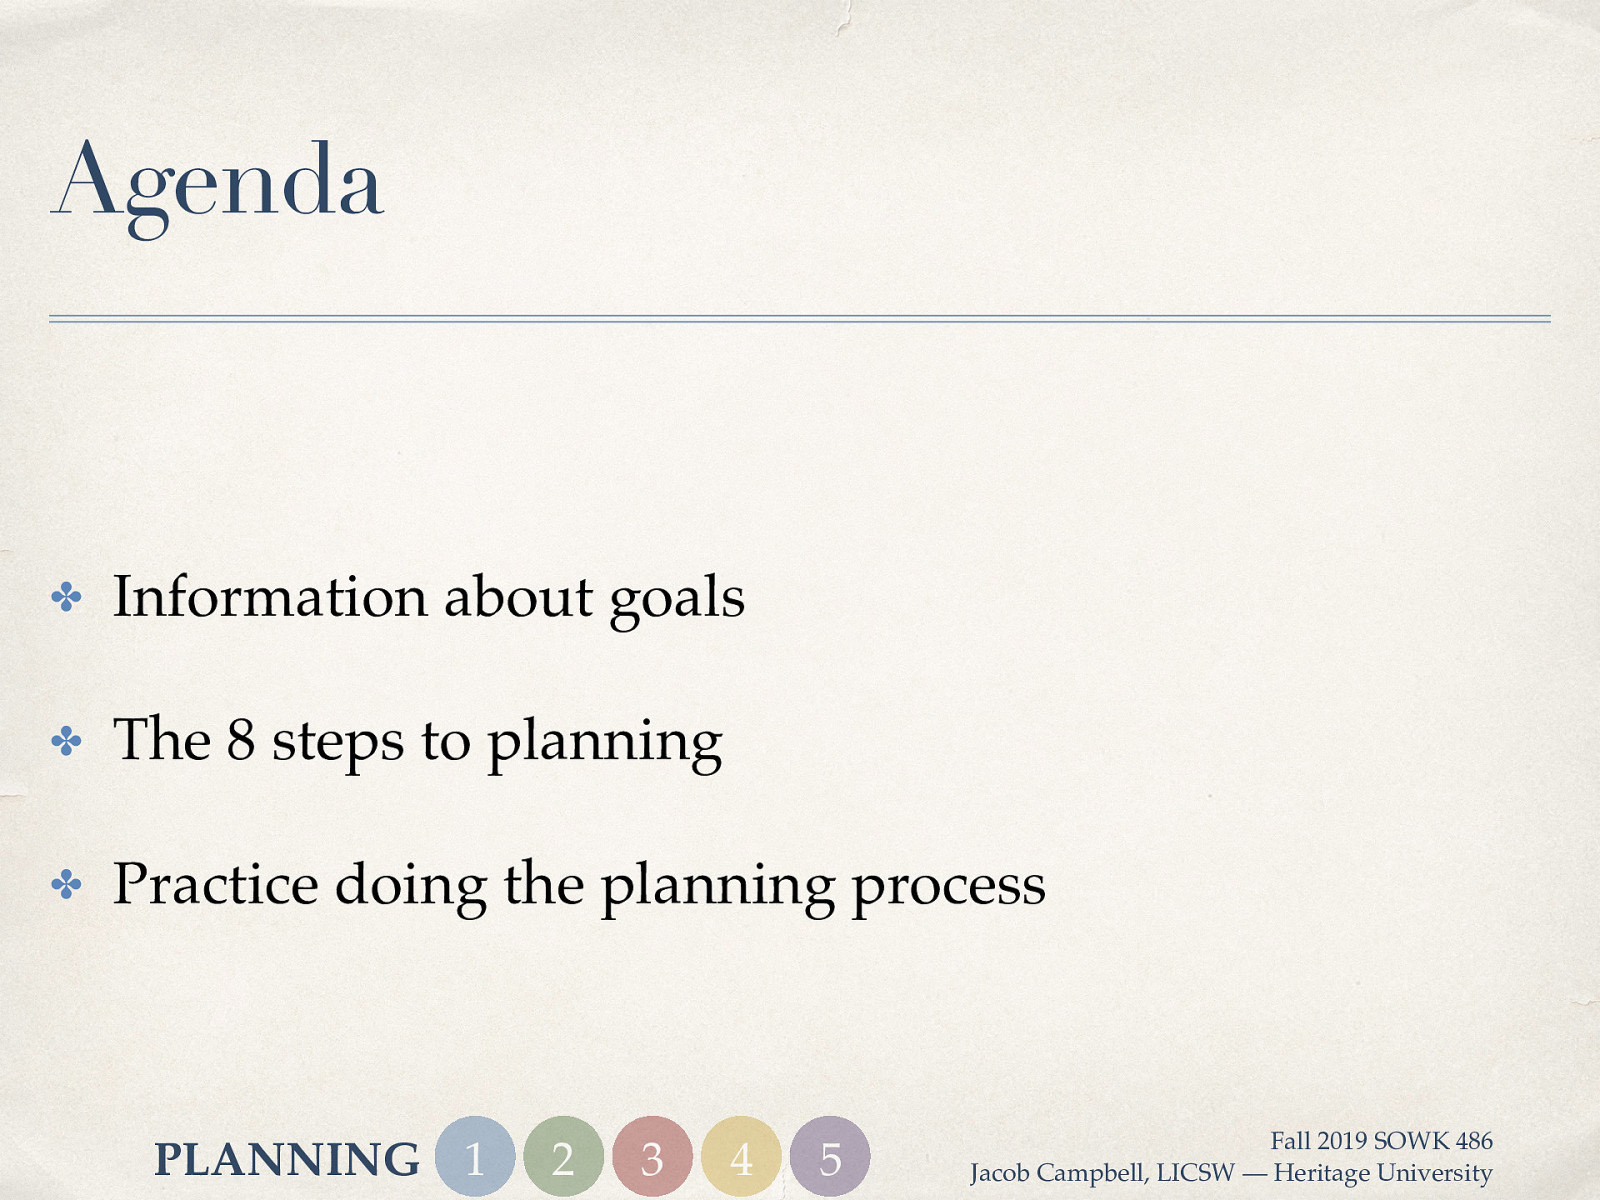 Agenda
✤ Information about goals
✤ The 8 steps to planning
✤ Practice doing the planning process
PLANNING 1 2 3 4 5
Fall 2019 SOWK 486
Jacob Campbell, LICSW — Heritage University